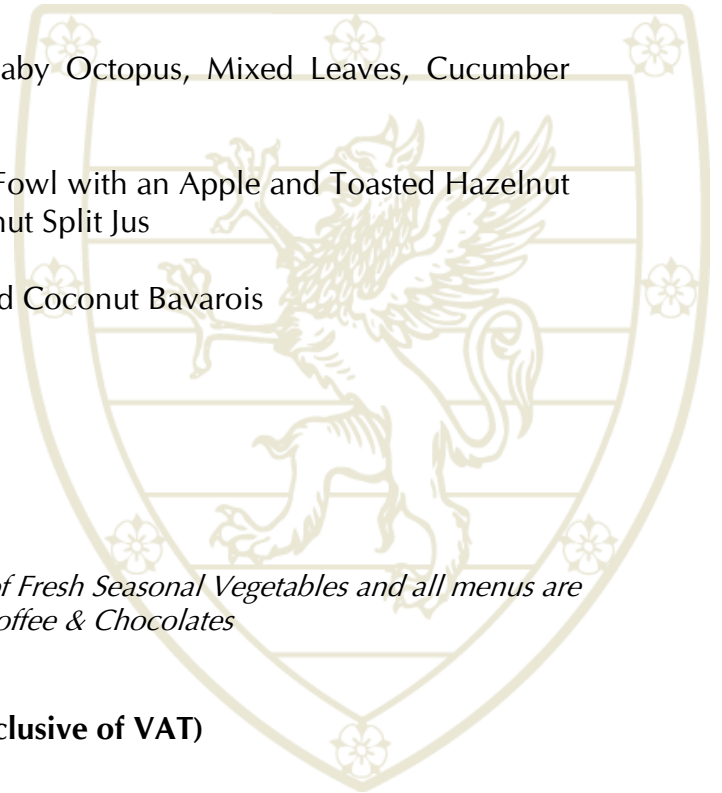 aby Octopus, Mixed Leaves, Cucumber
Fowl with an Apple and Toasted Hazelnut
nut Split Jus
d Coconut Bavarois
of Fresh Seasonal Vegetables and all menus are
offee & Chocolates
clusive of VAT)